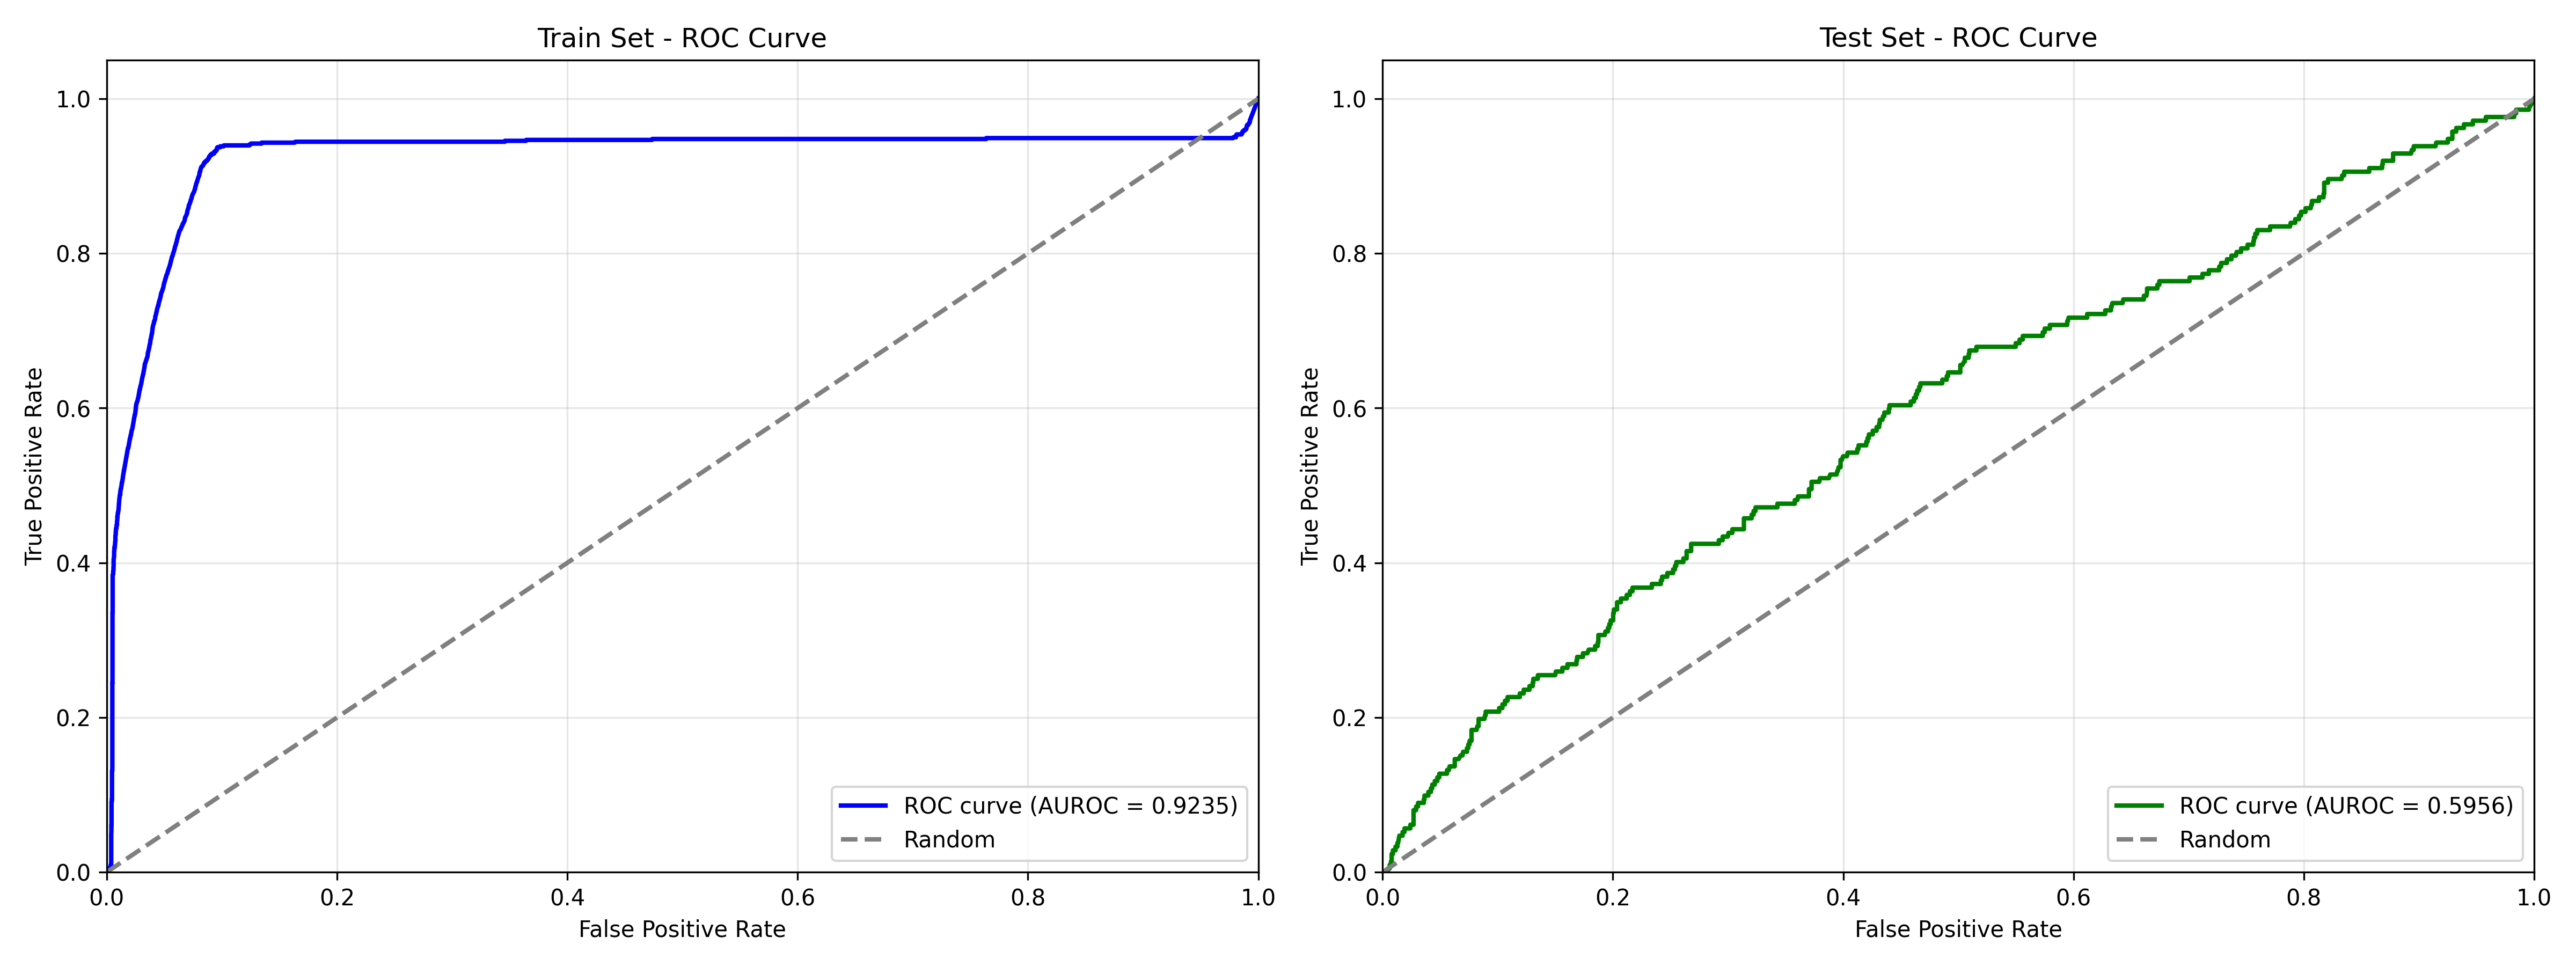 Train Set - ROC Curve
True Positive Rate
1.0
0.8
0.6
0.4
0.2
0.0
0.0 0.2 0.4 0.6 0.8 1.0
False Positive Rate
ROC curve (AUROC = 0.9235)
Random
Test Set - ROC Curve
True Positive Rate
1.0
0.8
0.6
0.4
0.2
0.0
0.0 0.2 0.4 0.6 0.8 1.0
False Positive Rate
ROC curve (AUROC = 0.5956)
Random